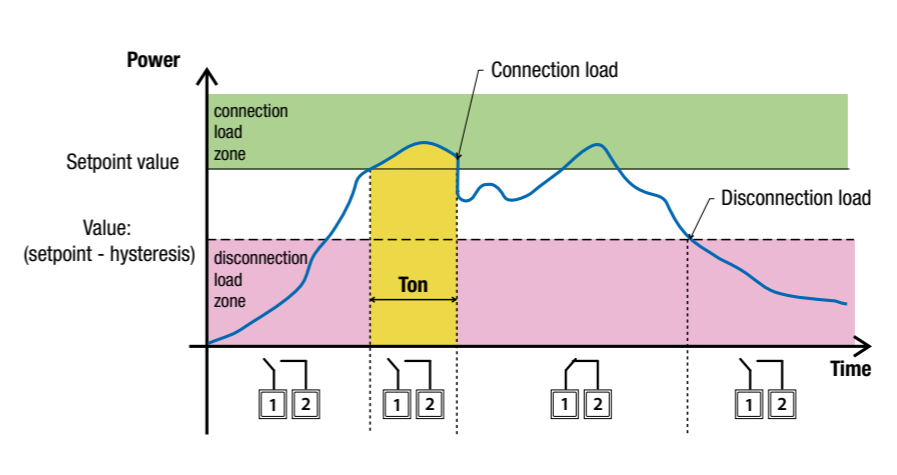 Power
Connection load
connection
load
zone
Setpoint value
Disconnection load
Value:
(setpoint - hysteresis)
disconnection
load
zone
Ton
Time
1 2
1 2
1 2
1 2